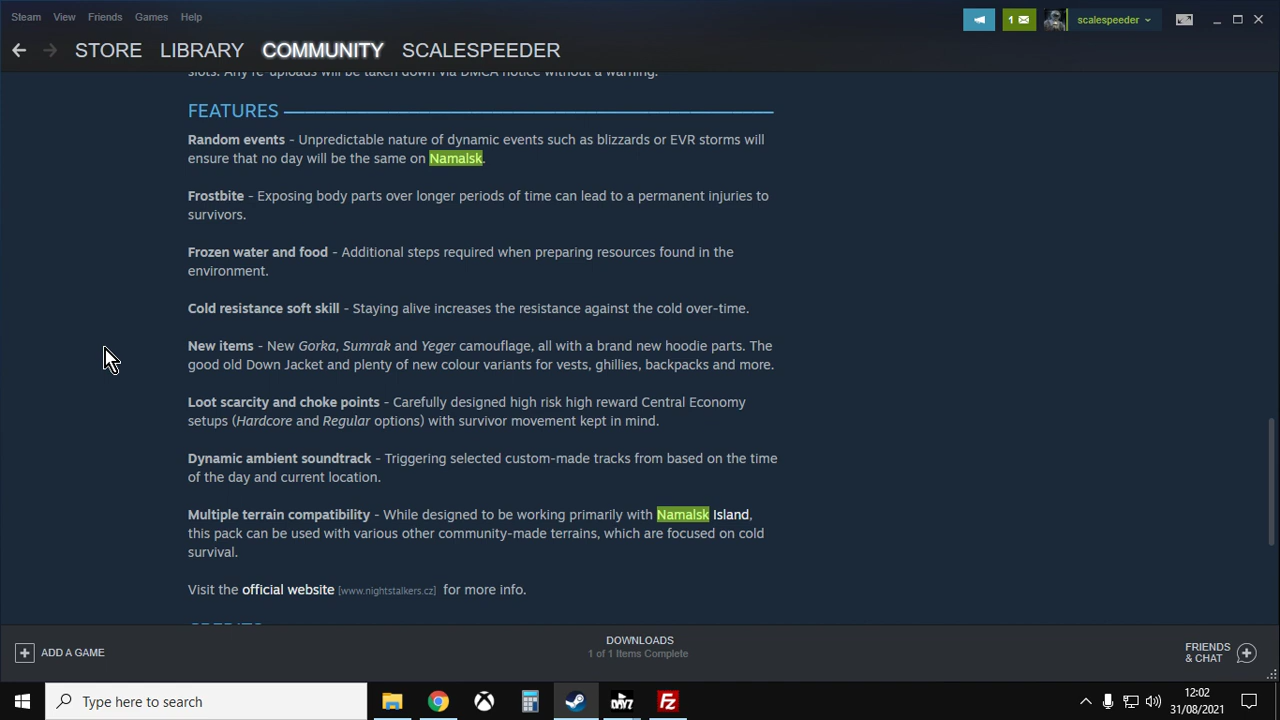 Steam View Friends Games Help
1
scalespeeder
STORE LIBRARY COMMUNITY SCALESPEEDER
slots. Any re-uploads will be taken down via DMCA notice without a warning.
FEATURES
Random events - Unpredictable nature of dynamic events such as blizzards or EVR storms will
ensure that no day will be the same on Namalsk.
Frostbite - Exposing body parts over longer periods of time can lead to a permanent injuries to
survivors.
Frozen water and food - Additional steps required when preparing resources found in the
environment.
Cold resistance soft skill - Staying alive increases the resistance against the cold over-time.
New items - New Gorka, Sumrak and Yeger camouflage, all with a brand new hoodie parts. The
good old Down Jacket and plenty of new colour variants for vests, ghillies, backpacks and more.
Loot scarcity and choke points - Carefully designed high risk high reward Central Economy
setups (Hardcore and Regular options) with survivor movement kept in mind.
Dynamic ambient soundtrack - Triggering selected custom-made tracks from based on the time
of the day and current location.
Multiple terrain compatibility - While designed to be working primarily with Namalsk Island,
this pack can be used with various other community-made terrains, which are focused on cold
survival.
Visit the official website [www.nightstalkers.cz] for more info.
CREDITS
ADD A GAME
DOWNLOADS
1 of 1 Items Complete
FRIENDS
& CHAT
Type here to search
12:02
31/08/2021